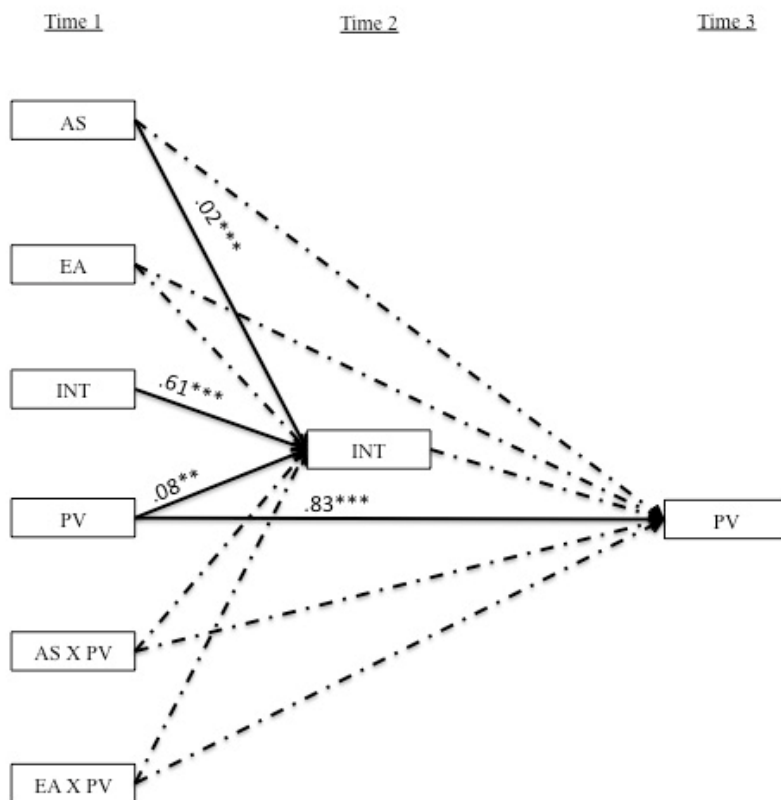 Time 1
Time 2
Time 3
AS
.02***
EA
INT
.61***
INT
.08**
PV
.83***
PV
AS X PV
EA X PV